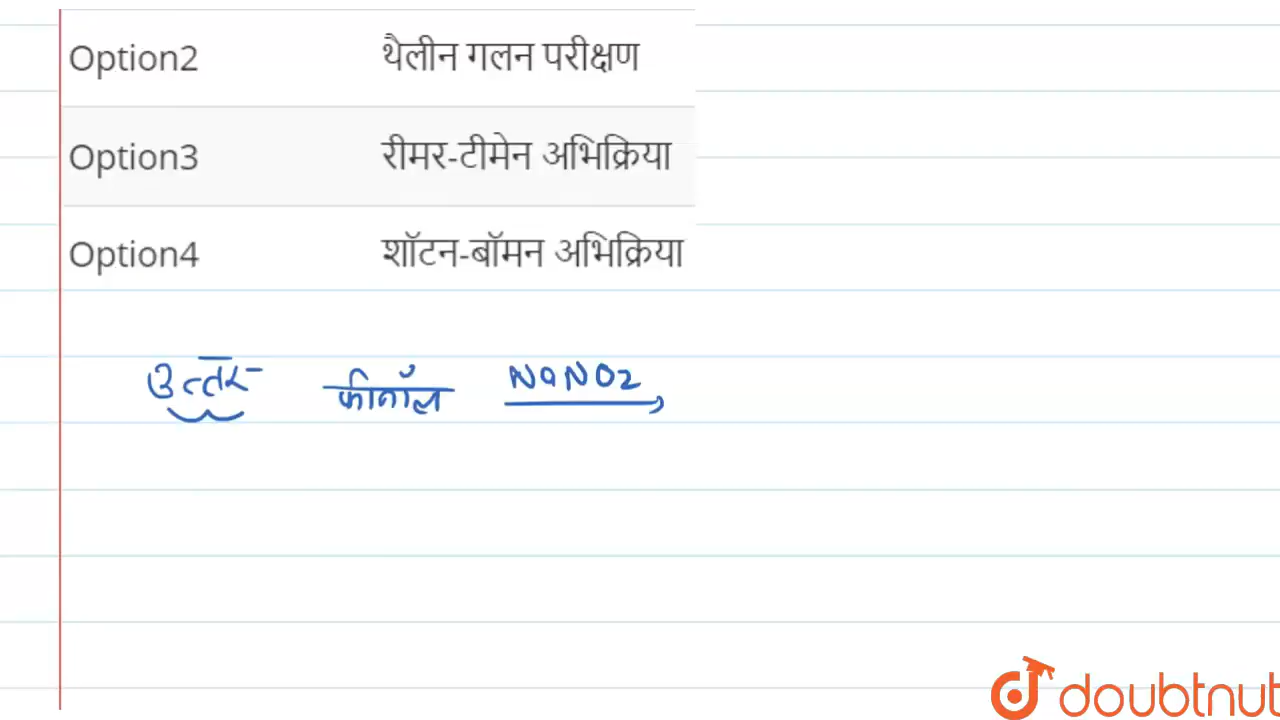 Option2 थैलीन गलन परीक्षण
Option3 रीमर-टीमेन अभिक्रिया
Option4 शॉटन-बॉमन अभिक्रिया
उत्तर- फीनॉल NaNO2
doubtnut